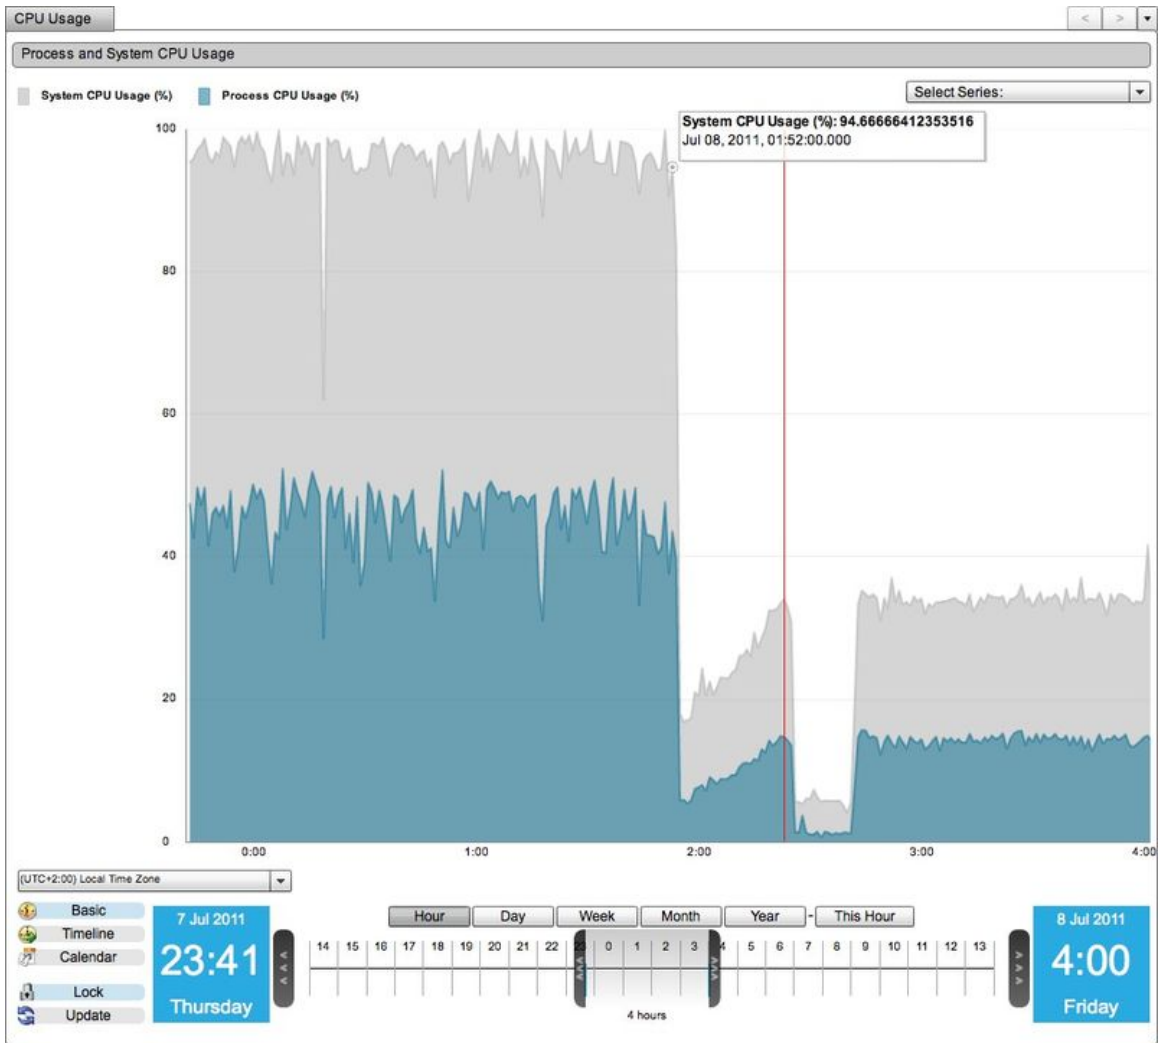 CPU Usage
< >
Process and System CPU Usage
System CPU Usage (%) Process CPU Usage (%)
Select Series:
System CPU Usage (%): 94.66666412353516
Jul 08, 2011, 01:52:00.000
100
80
60
40
20
0
0:00 1:00 2:00 3:00 4:00
(UTC+2:00) Local Time Zone
Basic
Timeline
Calendar
Lock
Update
7 Jul 2011
23:41
Thursday
Hour Day Week Month Year - This Hour
14 15 16 17 18 19 20 21 22 23 0 1 2 3 4 5 6 7 8 9 10 11 12 13
4 hours
8 Jul 2011
4:00
Friday